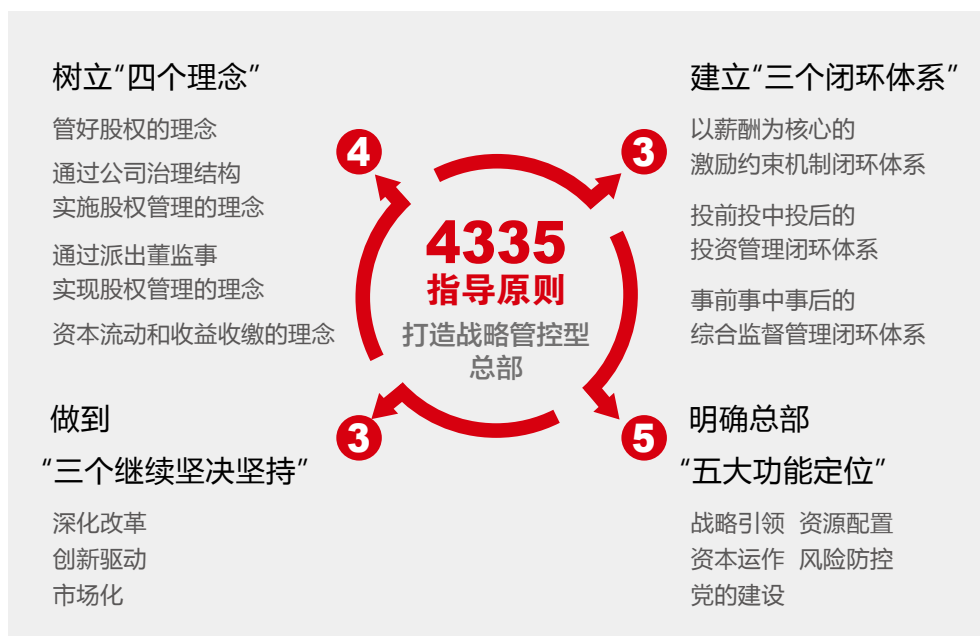 树立“四个理念”
管好股权的理念
通过公司治理结构
实施股权管理的理念
通过派出董监事
实现股权管理的理念
资本流动和收益收缴的理念
4
建立“三个闭环体系”
以薪酬为核心的
激励约束机制闭环体系
投前投中投后的
投资管理闭环体系
事前事中事后的
综合监督管理闭环体系
3
4335
指导原则
打造战略管控型
总部
做到
“三个继续坚决坚持”
深化改革
创新驱动
市场化
3
明确总部
“五大功能定位”
战略引领 资源配置
资本运作 风险防控
党的建设
5